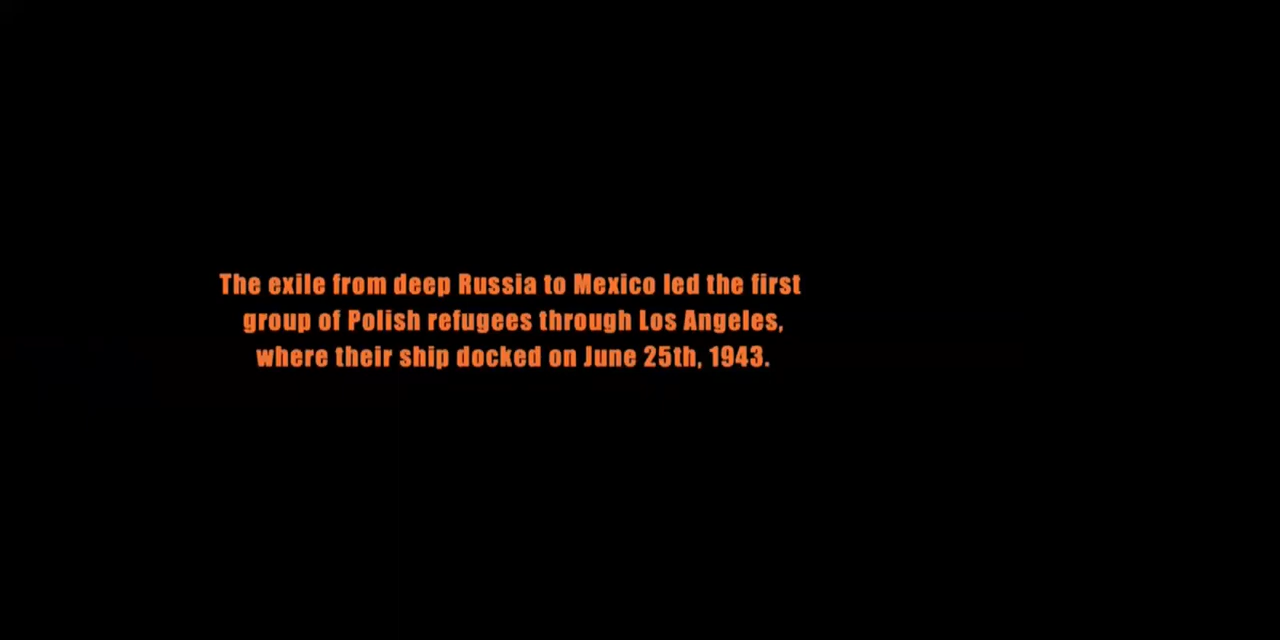 The exile from deep Russia to Mexico led the first
group of Polish refugees through Los Angeles,
where their ship docked on June 25th, 1943.